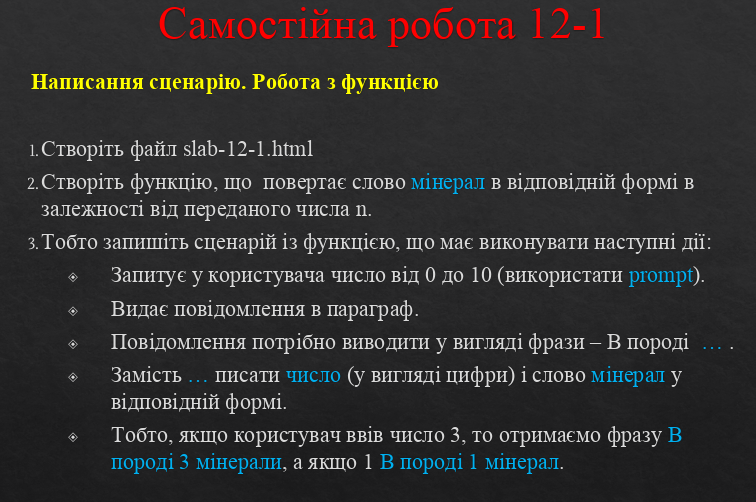 Самостійна робота 12-1
Написання сценарію. Робота з функцією
1. Створіть файл slab-12-1.html
2. Створіть функцію, що повертає слово мінерал в відповідній формі в
залежності від переданого числа n.
3. Тобто запишіть сценарій із функцією, що має виконувати наступні дії:
Запитує у користувача число від 0 до 10 (використати prompt).
Видає повідомлення в параграф.
Повідомлення потрібно виводити у вигляді фрази – В породі … .
Замість … писати число (у вигляді цифри) і слово мінерал у
відповідній формі.
Тобто, якщо користувач ввів число 3, то отримаємо фразу В
породі 3 мінерали, а якщо 1 В породі 1 мінерал.